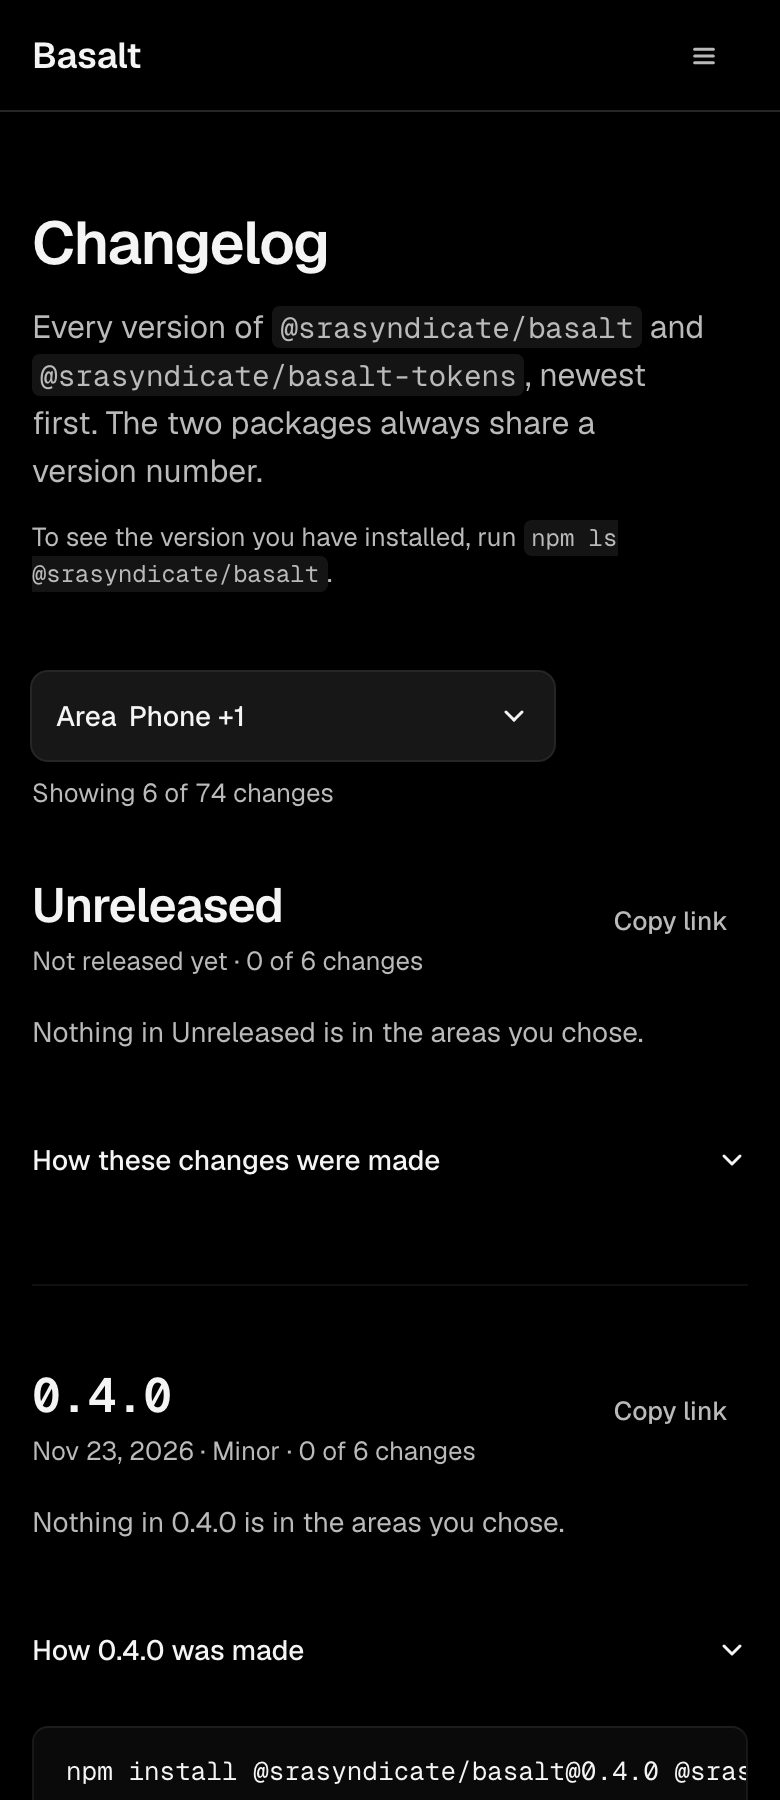 Basalt
Changelog
Every version of @srasyndicate/basalt and
@srasyndicate/basalt-tokens, newest
first. The two packages always share a
version number.
To see the version you have installed, run npm ls
@srasyndicate/basalt.
Area Phone +1
Showing 6 of 74 changes
Unreleased
Copy link
Not released yet · 0 of 6 changes
Nothing in Unreleased is in the areas you chose.
How these changes were made
0.4.0
Copy link
Nov 23, 2026 · Minor · 0 of 6 changes
Nothing in 0.4.0 is in the areas you chose.
How 0.4.0 was made
npm install @srasyndicate/basalt@0.4.0 @sras